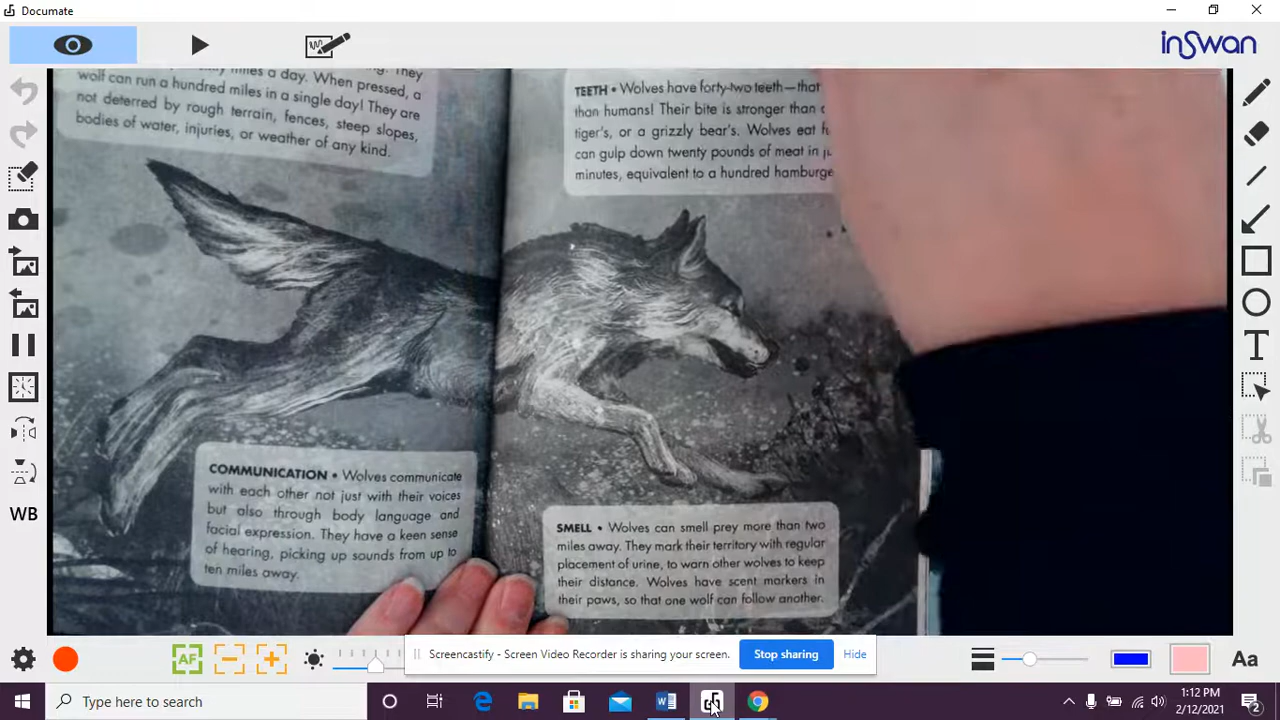 Documate
inSwan
miles a day. When pressed, a
wolf can run a hundred miles in a single day! They are
not deterred by rough terrain, fences, steep slopes,
bodies of water, injuries, or weather of any kind.
TEETH • Wolves have forty-two teeth—that
than humans! Their bite is stronger than
tiger's, or a grizzly bear's. Wolves eat
can gulp down twenty pounds of meat in
minutes, equivalent to a hundred
COMMUNICATION • Wolves communicate
with each other not just with their voices
but also through body language and
facial expression. They have a keen sense
of hearing, picking up sounds from up to
ten miles away.
SMELL • Wolves can smell prey more than two
miles away. They mark their territory with regular
placement of urine, to warn other wolves to keep
their distance. Wolves have scent markers in
their paws, so that one wolf can follow another.
T
WB
AF
Screencastify - Screen Video Recorder is sharing your screen. Stop sharing Hide
Aa
Type here to search
1:12 PM
2/12/2021
2